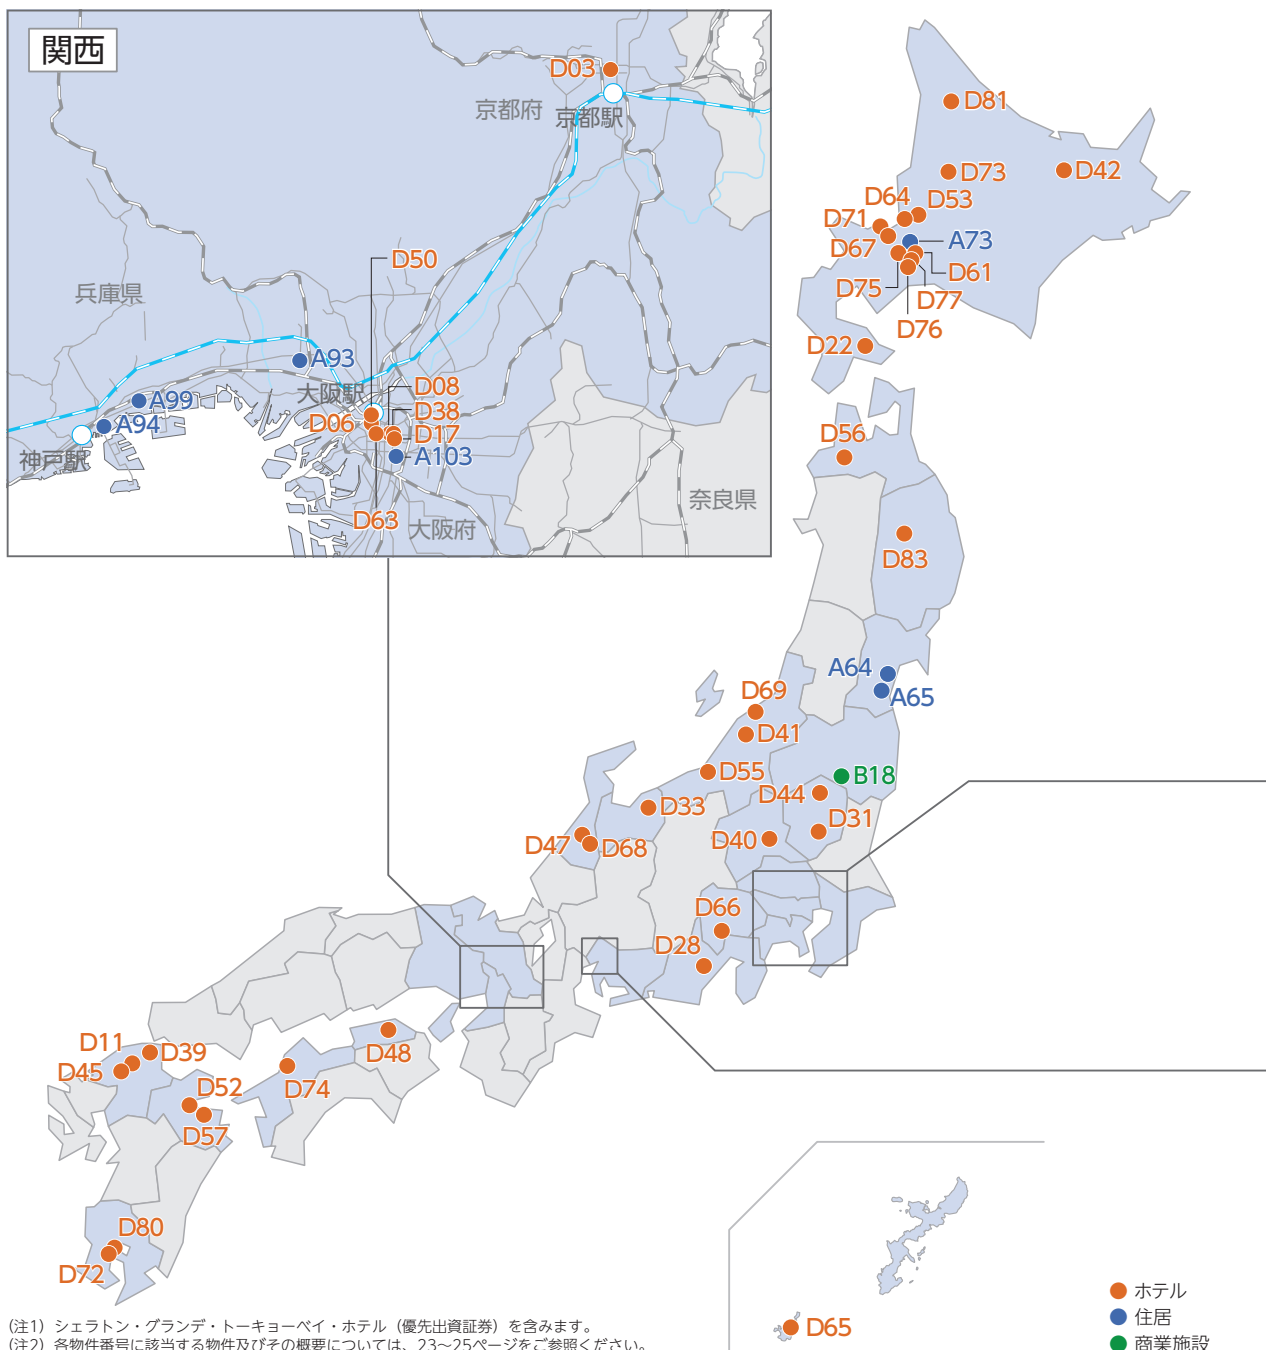 関西
D03
京都府
京都駅
D50
兵庫県
A93
大阪駅
D08
A99
D38
A94
D06
D17
A103
神戸駅
D63
大阪府
奈良県
D81
D73
D42
D64
D53
D71
A73
D67
D61
D75
D77
D76
D22
D56
D83
A64
A65
D69
D41
D55
B18
D44
D33
D31
D40
D47
D68
D66
D28
D11
D39
D45
D48
D52
D74
D57
D80
D72
D65
ホテル
住居
商業施設
(注1) シェラトン・グランデ・トーキョーベイ・ホテル（優先出資証券）を含みます。
(注2) 各物件番号に該当する物件及びその概要については、23〜25ページをご参照ください。